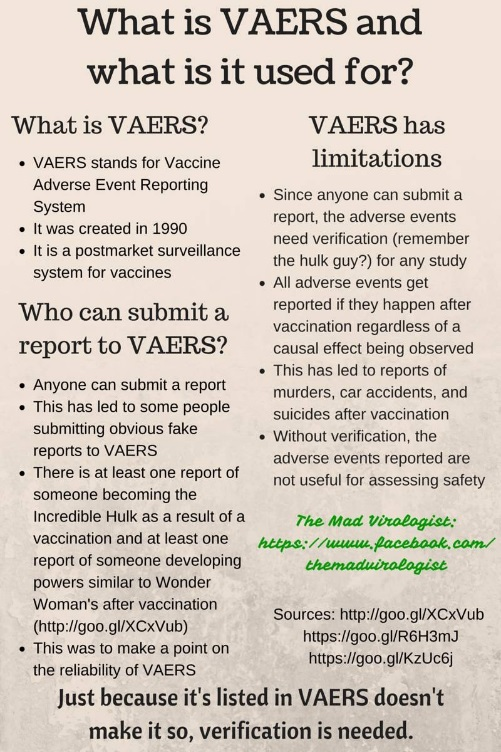 What is VAERS and
what is it used for?
What is VAERS?
• VAERS stands for Vaccine
Adverse Event Reporting
System
• It was created in 1990
• It is a postmarket surveillance
system for vaccines
Who can submit a
report to VAERS?
• Anyone can submit a report
• This has led to some people
submitting obvious fake
reports to VAERS
• There is at least one report of
someone becoming the
Incredible Hulk as a result of a
vaccination and at least one
report of someone developing
powers similar to Wonder
Woman's after vaccination
(http://goo.gl/XCxVub)
• This was to make a point on
the reliability of VAERS
VAERS has
limitations
• Since anyone can submit a
report, the adverse events
need verification (remember
the hulk guy?) for any study
• All adverse events get
reported if they happen after
vaccination regardless of a
causal effect being observed
• This has led to reports of
murders, car accidents, and
suicides after vaccination
• Without verification, the
adverse events reported are
not useful for assessing safety
The Mad Virologist:
https://www.facebook.com/
themadvirologist
Sources: http://goo.gl/XCxVub
https://goo.gl/R6H3mJ
https://goo.gl/KzUc6j
Just because it's listed in VAERS doesn't
make it so, verification is needed.